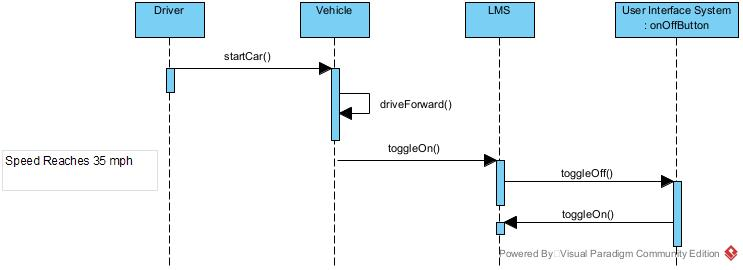 Driver
Vehicle
LMS
User Interface System
: onOffButton
startCar()
driveForward()
toggleOn()
Speed Reaches 35 mph
toggleOff()
toggleOn()
Powered By Visual Paradigm Community Edition